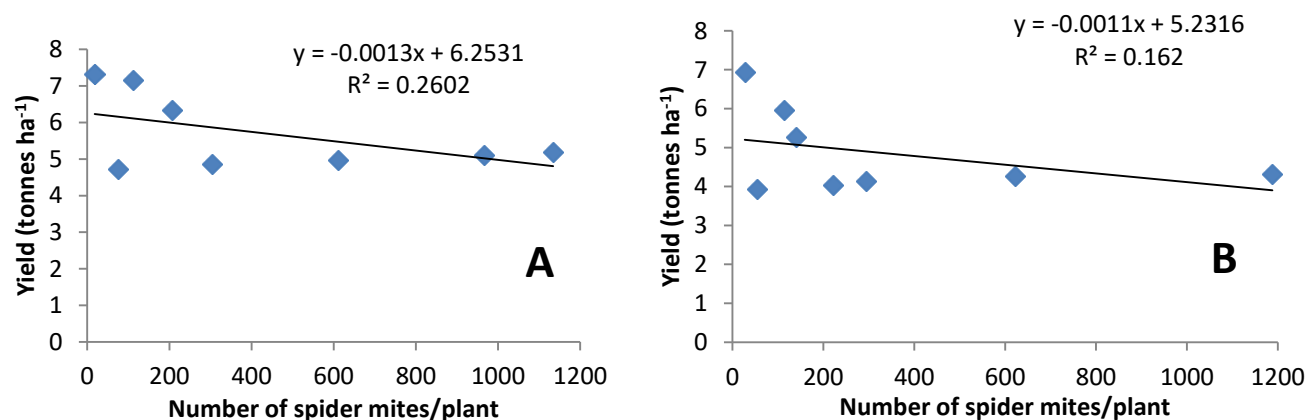 y = -0.0013x + 6.2531
R² = 0.2602
8
7
6
5
4
3
2
1
0
Yield (tonnes ha⁻¹)
0 200 400 600 800 1000 1200
Number of spider mites/plant
A
y = -0.0011x + 5.2316
R² = 0.162
8
7
6
5
4
3
2
1
0
Yield (tonnes ha⁻¹)
0 200 400 600 800 1000 1200
Number of spider mites/plant
B